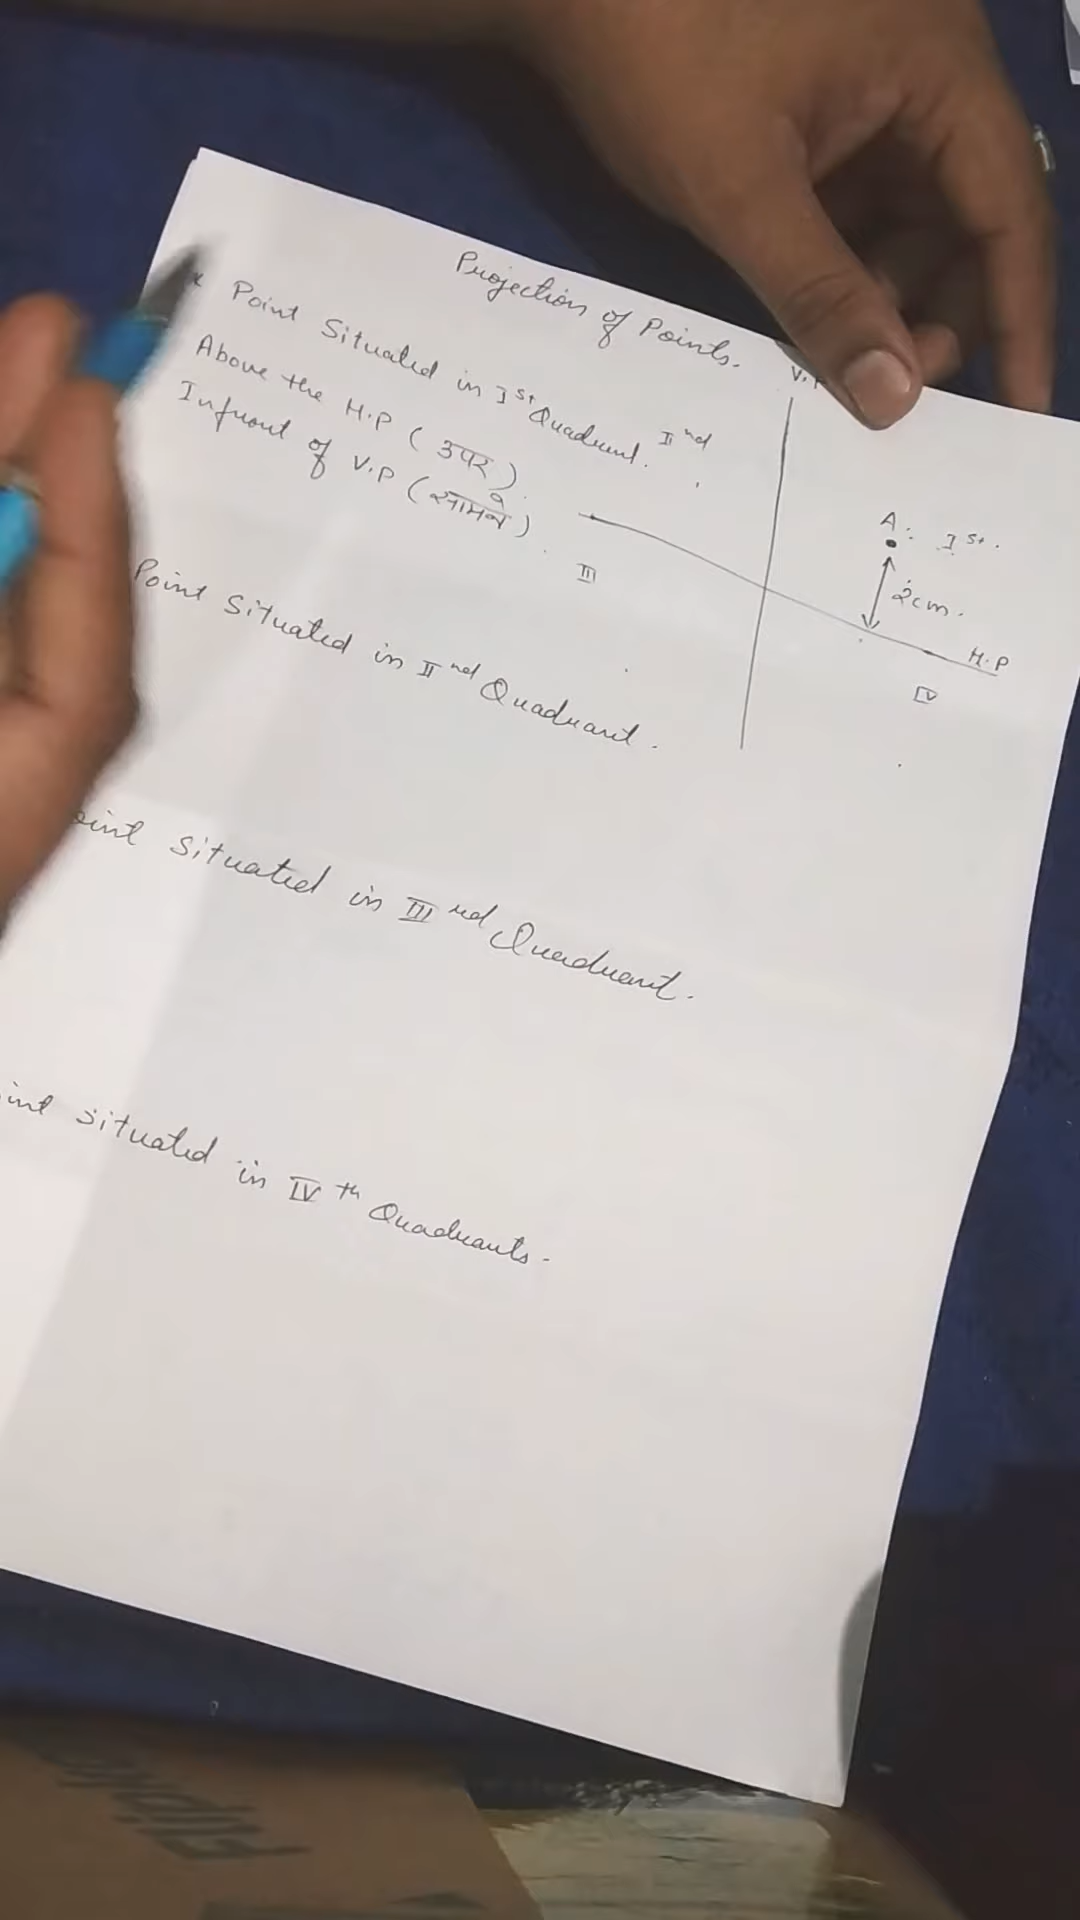 Projection of Points.
Point Situated in Ist Quadrant.
Above the H.P ( उपर ).
Infront of V.P ( सामने ).
IInd
III
A. Ist.
2cm.
H.P
IV
Point Situated in IInd Quadrant.
Situated in IIIrd Quadrant.
situated in IVth Quadrants.